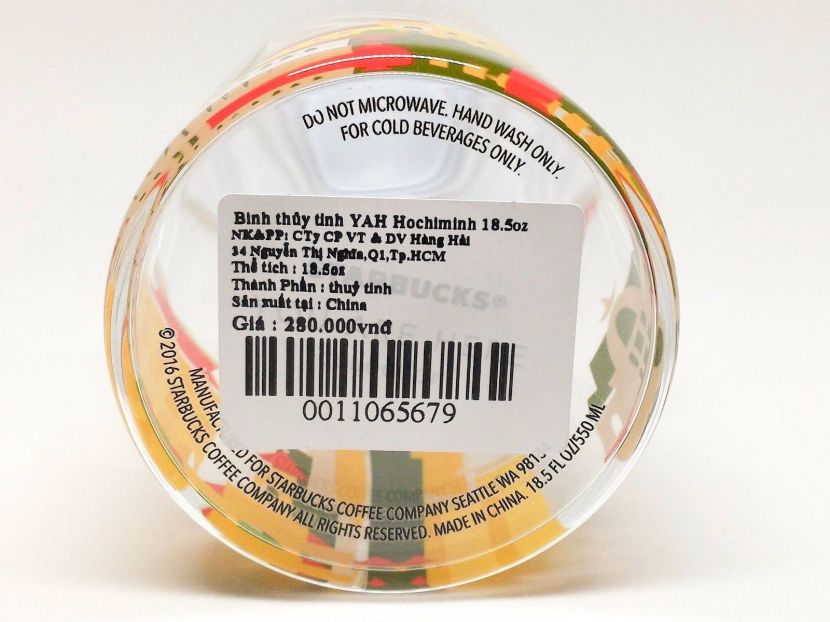 DO NOT MICROWAVE. HAND WASH ONLY.
FOR COLD BEVERAGES ONLY.
Bình thủy tinh YAH Hochiminh 18.5oz
NK&PP: CTy CP VT & DV Hàng Hải
34 Nguyễn Thị Nghĩa,Q1,Tp.HCM
Thể tích : 18.5oz
Thành Phần : thuỷ tinh
Sản xuất tại : China
Giá : 280.000vnđ
0011065679
STARBUCKS®
FOR STARBUCKS COFFEE COMPANY SEATTLE WA
© 2016 STARBUCKS COFFEE COMPANY ALL RIGHTS RESERVED. MADE IN CHINA. 18.5 FL OZ/550 ML